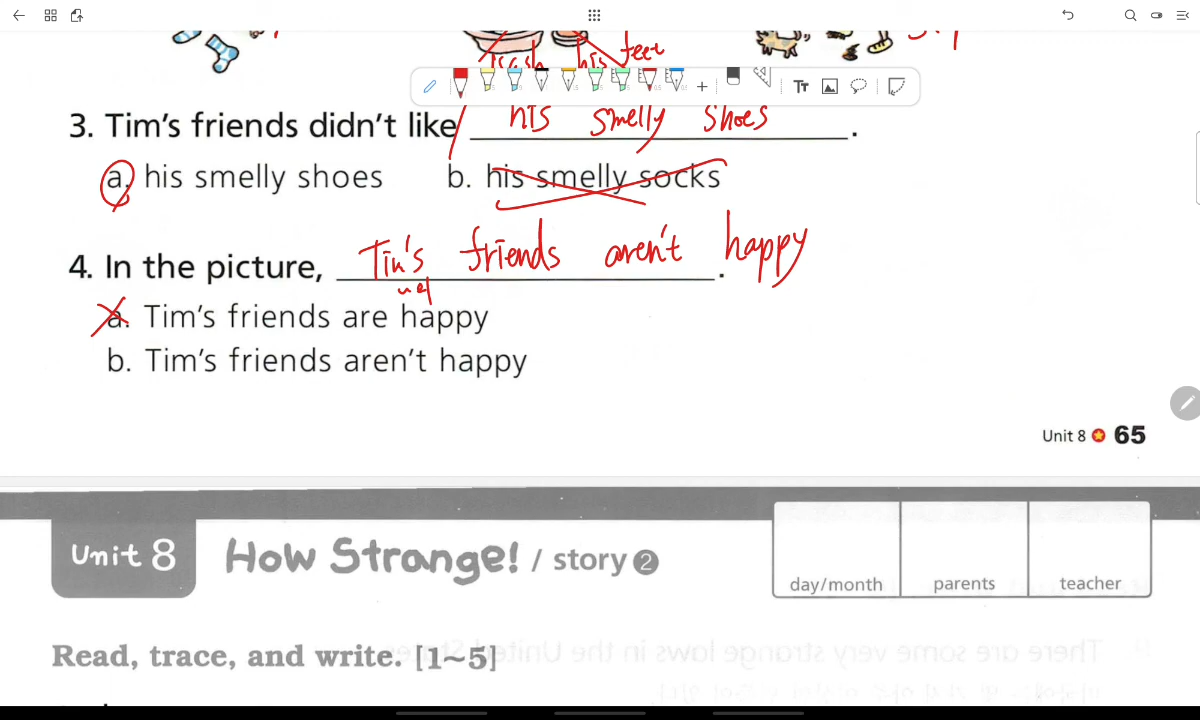 his feet
3. Tim's friends didn't like his smelly shoes.
a. his smelly shoes b. his smelly socks
4. In the picture, Tim's friends aren't happy.
a. Tim's friends are happy
b. Tim's friends aren't happy
Unit 8 65
Unit 8 How Strange! / story 2
day/month parents teacher
Read, trace, and write. [1~5]